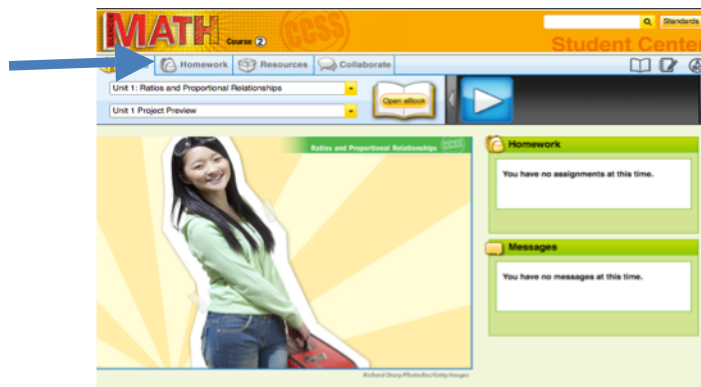 MATH Course 2 CCSS
Standards
Student Center
Homework Resources Collaborate
Unit 1: Ratios and Proportional Relationships
Unit 1 Project Preview
Open eBook
Ratios and Proportional Relationships CCSS
Homework
You have no assignments at this time.
Messages
You have no messages at this time.
Richard Drury/Photodisc/Getty Images